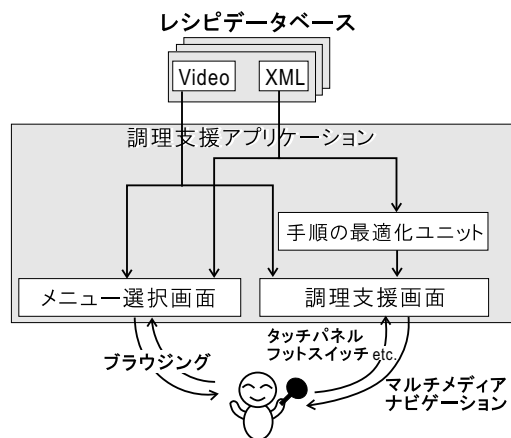 レシピデータベース
Video
XML
調理支援アプリケーション
手順の最適化ユニット
メニュー選択画面
調理支援画面
ブラウジング
タッチパネル
フットスイッチetc.
マルチメディア
ナビゲーション